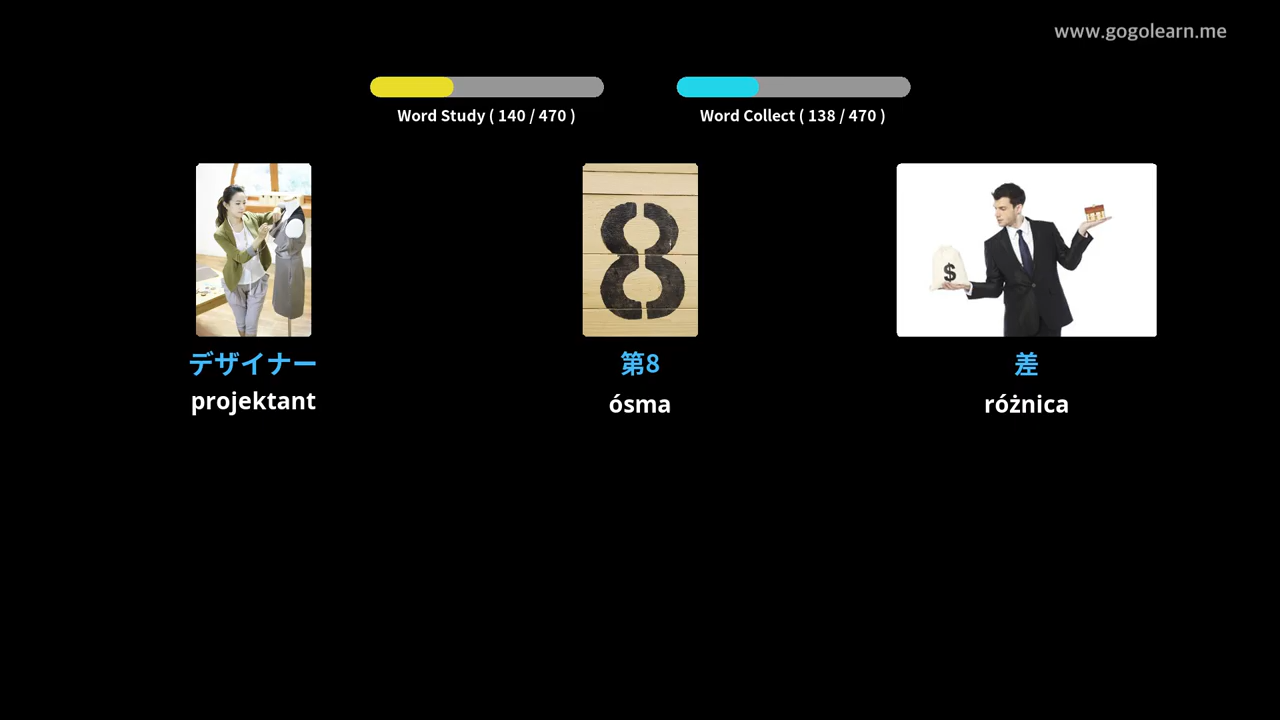 www.gogolearn.me
Word Study ( 140 / 470 )
Word Collect ( 138 / 470 )
8
$
デザイナー
第8
差
projektant
ósma
różnica